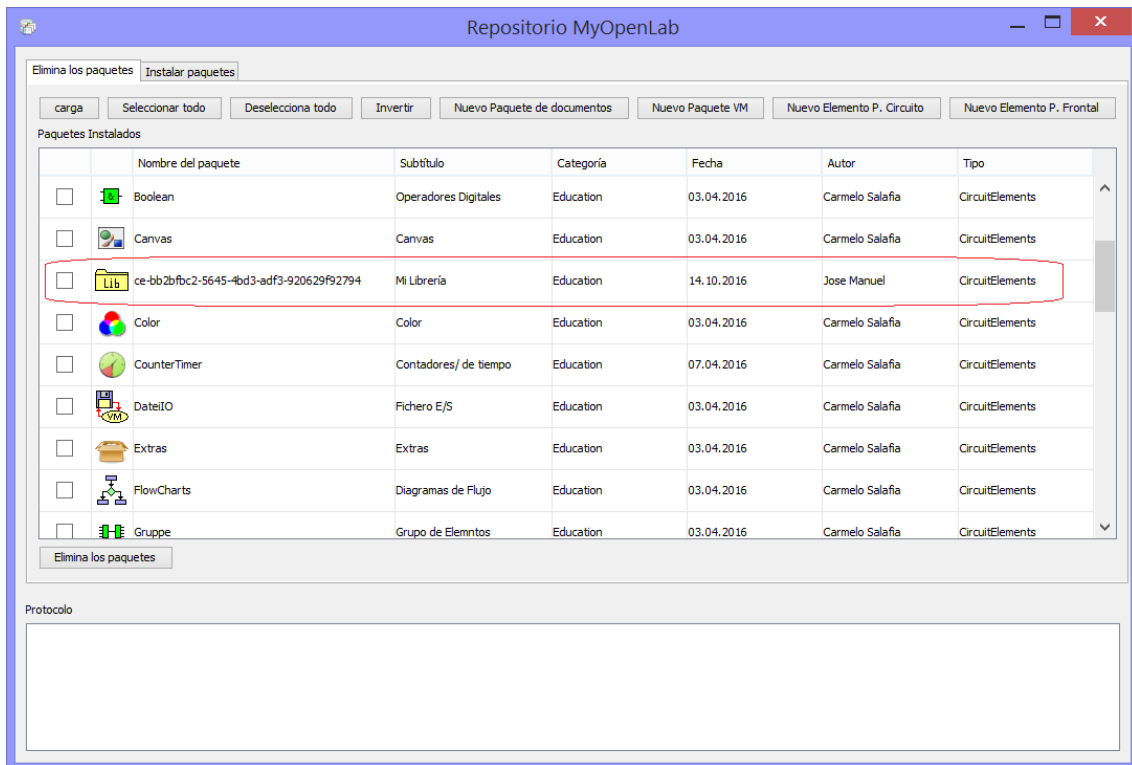 Repositorio MyOpenLab
Elimina los paquetes Instalar paquetes
carga Seleccionar todo Deselecciona todo Invertir Nuevo Paquete de documentos Nuevo Paquete VM Nuevo Elemento P. Circuito Nuevo Elemento P. Frontal
Paquetes Instalados
Nombre del paquete Subtítulo Categoría Fecha Autor Tipo
& Boolean Operadores Digitales Education 03.04.2016 Carmelo Salafia CircuitElements
Canvas Canvas Education 03.04.2016 Carmelo Salafia CircuitElements
Lib ce-bb2bfbc2-5645-4bd3-adf3-920629f92794 Mi Librería Education 14.10.2016 Jose Manuel CircuitElements
Color Color Education 03.04.2016 Carmelo Salafia CircuitElements
CounterTimer Contadores/ de tiempo Education 07.04.2016 Carmelo Salafia CircuitElements
VM DateiIO Fichero E/S Education 03.04.2016 Carmelo Salafia CircuitElements
Extras Extras Education 03.04.2016 Carmelo Salafia CircuitElements
FlowCharts Diagramas de Flujo Education 03.04.2016 Carmelo Salafia CircuitElements
Gruppe Grupo de Elemntos Education 03.04.2016 Carmelo Salafia CircuitElements
Elimina los paquetes
Protocolo